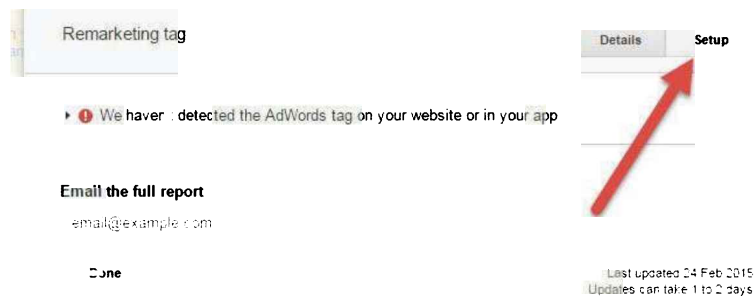 Remarketing tag
Details Setup
We haven't detected the AdWords tag on your website or in your app
Email the full report
email@example.com
Done
Last updated 24 Feb 2015
Updates can take 1 to 2 days